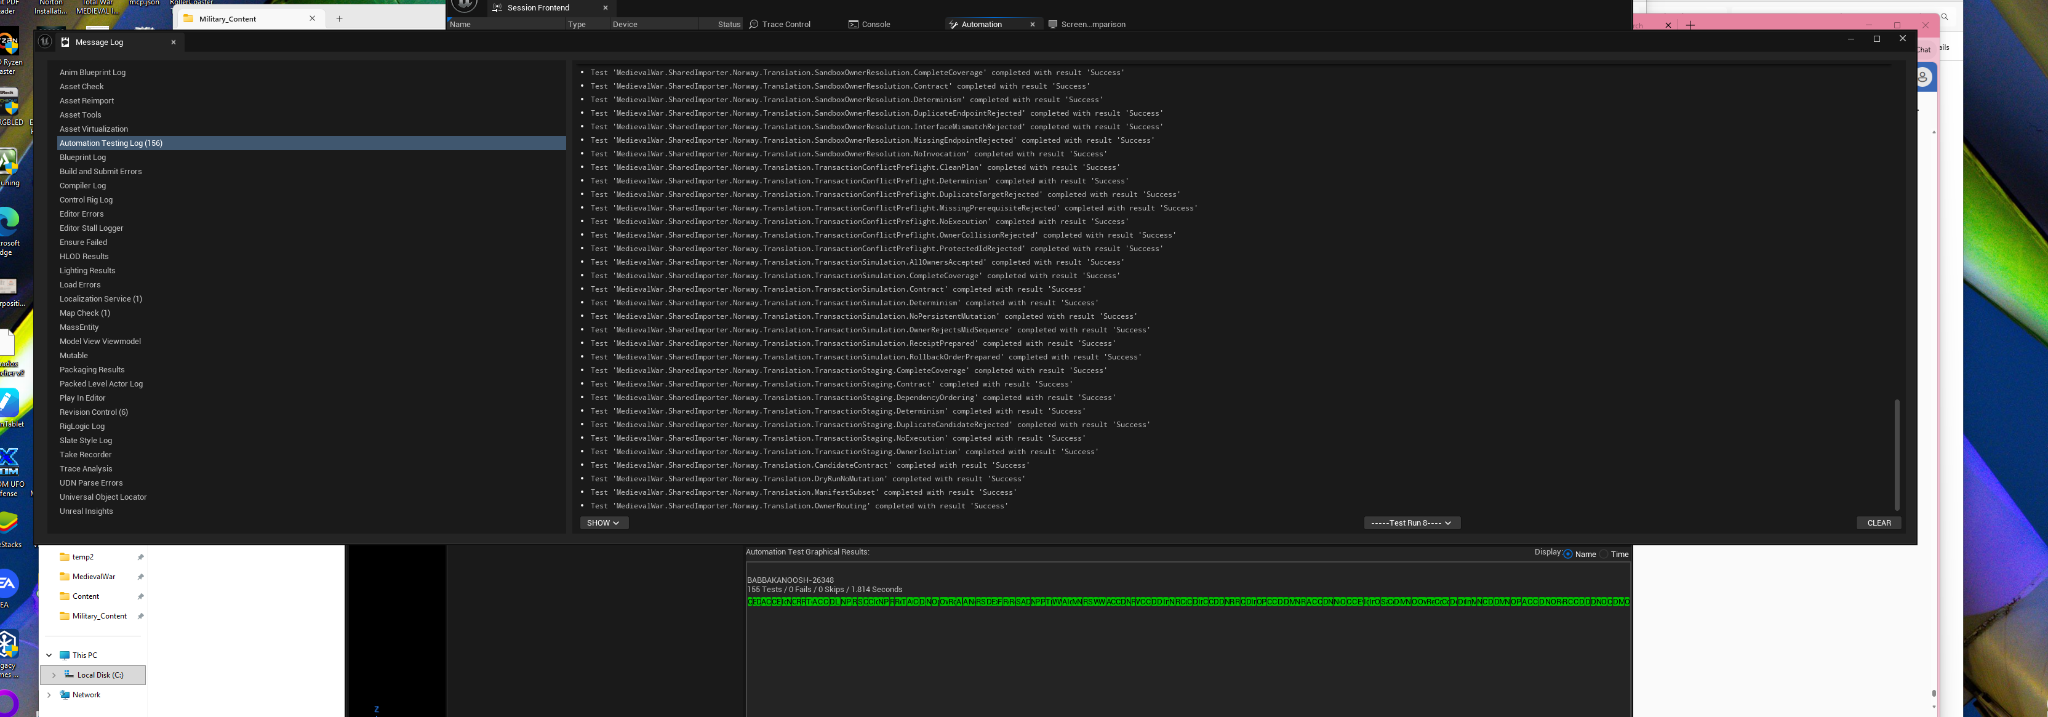 Military_Content
Session Frontend
Name Type Device Status Trace Control Console Automation Screen...mparison
Message Log
Anim Blueprint Log
Asset Check
Asset Reimport
Asset Tools
Asset Virtualization
Automation Testing Log (156)
Blueprint Log
Build and Submit Errors
Compiler Log
Control Rig Log
Editor Errors
Editor Stall Logger
Ensure Failed
HLOD Results
Lighting Results
Load Errors
Localization Service (1)
Map Check (1)
MassEntity
Model View Viewmodel
Mutable
Packaging Results
Packed Level Actor Log
Play In Editor
Revision Control (6)
RigLogic Log
Slate Style Log
Take Recorder
Trace Analysis
UDN Parse Errors
Universal Object Locator
Unreal Insights
Test 'MedievalWar.SharedImporter.Norway.Translation.SandboxOwnerResolution.CompleteCoverage' completed with result 'Success'
Test 'MedievalWar.SharedImporter.Norway.Translation.SandboxOwnerResolution.Contract' completed with result 'Success'
Test 'MedievalWar.SharedImporter.Norway.Translation.SandboxOwnerResolution.Determinism' completed with result 'Success'
Test 'MedievalWar.SharedImporter.Norway.Translation.SandboxOwnerResolution.DuplicateEndpointRejected' completed with result 'Success'
Test 'MedievalWar.SharedImporter.Norway.Translation.SandboxOwnerResolution.InterfaceMismatchRejected' completed with result 'Success'
Test 'MedievalWar.SharedImporter.Norway.Translation.SandboxOwnerResolution.MissingEndpointRejected' completed with result 'Success'
Test 'MedievalWar.SharedImporter.Norway.Translation.SandboxOwnerResolution.NoInvocation' completed with result 'Success'
Test 'MedievalWar.SharedImporter.Norway.Translation.TransactionConflictPreflight.CleanPlan' completed with result 'Success'
Test 'MedievalWar.SharedImporter.Norway.Translation.TransactionConflictPreflight.Determinism' completed with result 'Success'
Test 'MedievalWar.SharedImporter.Norway.Translation.TransactionConflictPreflight.DuplicateTargetRejected' completed with result 'Success'
Test 'MedievalWar.SharedImporter.Norway.Translation.TransactionConflictPreflight.MissingPrerequisiteRejected' completed with result 'Success'
Test 'MedievalWar.SharedImporter.Norway.Translation.TransactionConflictPreflight.NoExecution' completed with result 'Success'
Test 'MedievalWar.SharedImporter.Norway.Translation.TransactionConflictPreflight.OwnerCollisionRejected' completed with result 'Success'
Test 'MedievalWar.SharedImporter.Norway.Translation.TransactionConflictPreflight.ProtectedIdRejected' completed with result 'Success'
Test 'MedievalWar.SharedImporter.Norway.Translation.TransactionSimulation.AllOwnersAccepted' completed with result 'Success'
Test 'MedievalWar.SharedImporter.Norway.Translation.TransactionSimulation.CompleteCoverage' completed with result 'Success'
Test 'MedievalWar.SharedImporter.Norway.Translation.TransactionSimulation.Contract' completed with result 'Success'
Test 'MedievalWar.SharedImporter.Norway.Translation.TransactionSimulation.Determinism' completed with result 'Success'
Test 'MedievalWar.SharedImporter.Norway.Translation.TransactionSimulation.NoPersistentMutation' completed with result 'Success'
Test 'MedievalWar.SharedImporter.Norway.Translation.TransactionSimulation.OwnerRejectsMidSequence' completed with result 'Success'
Test 'MedievalWar.SharedImporter.Norway.Translation.TransactionSimulation.ReceiptPrepared' completed with result 'Success'
Test 'MedievalWar.SharedImporter.Norway.Translation.TransactionSimulation.RollbackOrderPrepared' completed with result 'Success'
Test 'MedievalWar.SharedImporter.Norway.Translation.TransactionStaging.CompleteCoverage' completed with result 'Success'
Test 'MedievalWar.SharedImporter.Norway.Translation.TransactionStaging.Contract' completed with result 'Success'
Test 'MedievalWar.SharedImporter.Norway.Translation.TransactionStaging.DependencyOrdering' completed with result 'Success'
Test 'MedievalWar.SharedImporter.Norway.Translation.TransactionStaging.Determinism' completed with result 'Success'
Test 'MedievalWar.SharedImporter.Norway.Translation.TransactionStaging.DuplicateCandidateRejected' completed with result 'Success'
Test 'MedievalWar.SharedImporter.Norway.Translation.TransactionStaging.NoExecution' completed with result 'Success'
Test 'MedievalWar.SharedImporter.Norway.Translation.TransactionStaging.OwnerIsolation' completed with result 'Success'
Test 'MedievalWar.SharedImporter.Norway.Translation.CandidateContract' completed with result 'Success'
Test 'MedievalWar.SharedImporter.Norway.Translation.DryRunNoMutation' completed with result 'Success'
Test 'MedievalWar.SharedImporter.Norway.Translation.ManifestSubset' completed with result 'Success'
Test 'MedievalWar.SharedImporter.Norway.Translation.OwnerRouting' completed with result 'Success'
SHOW -----Test Run 8---- CLEAR
Chat
temp2
MedievalWar
Content
Military_Content
This PC
Local Disk (C:)
Network
Automation Test Graphical Results: Display: Name Time
BABBAKANOOSH-26348
155 Tests / 0 Fails / 0 Skips / 1.814 Seconds
Z